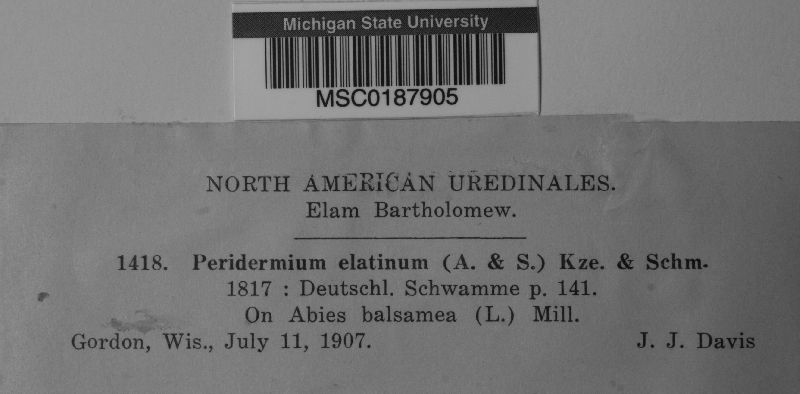 Michigan State University
MSC0187905
NORTH AMERICAN UREDINALES.
Elam Bartholomew.
1418. Peridermium elatinum (A. & S.) Kze. & Schm.
1817 : Deutschl. Schwamme p. 141.
On Abies balsamea (L.) Mill.
Gordon, Wis., July 11, 1907. J. J. Davis